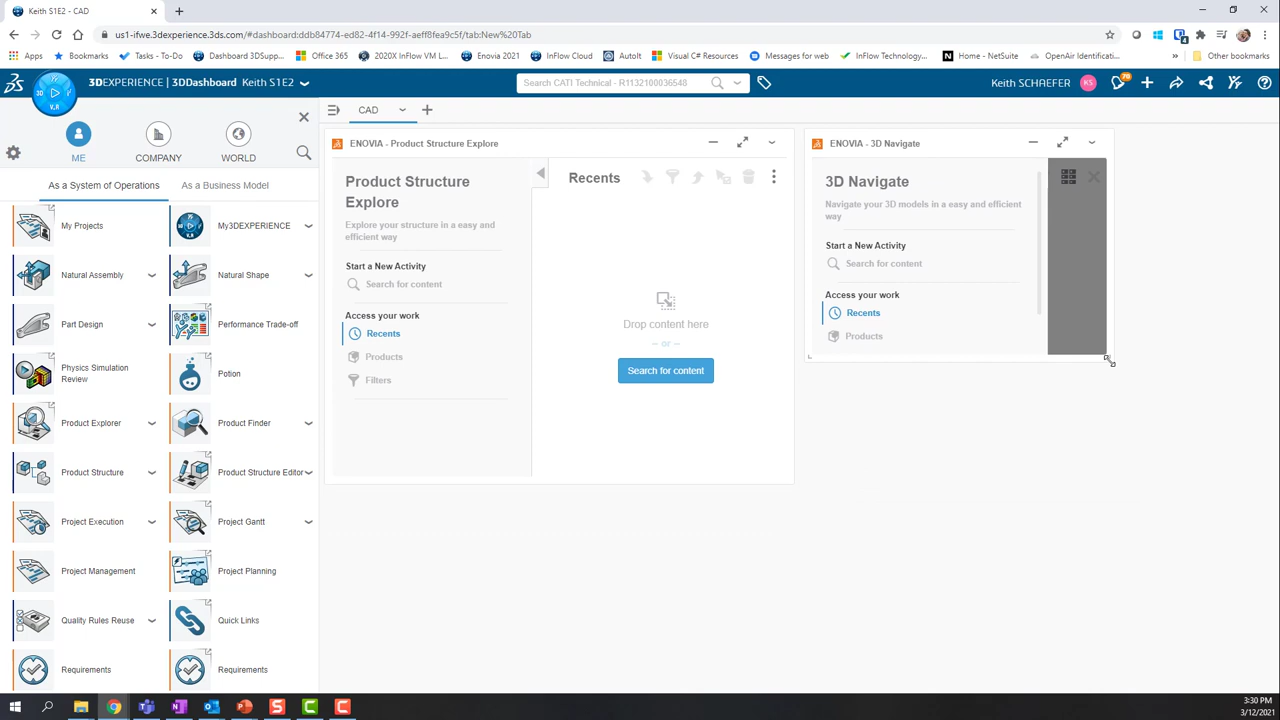 Keith S1E2 - CAD
us1-ifwe.3dexperience.3ds.com/#dashboard:ddb84774-ed82-4f14-992f-aeff8fea9c5f/tab:New%20Tab
Apps
Bookmarks
Tasks - To-Do
Dashboard 3DSupp...
Office 365
2020X InFlow VM L...
Enovia 2021
InFlow Cloud
AutoIt
Visual C# Resources
Messages for web
InFlow Technology...
Home - NetSuite
OpenAir Identificati...
»
Other bookmarks
3DEXPERIENCE | 3DDashboard Keith S1E2
Search CATI Technical - R1132100036548
Keith SCHAEFER
KS
3D
V.R
ME
COMPANY
WORLD
As a System of Operations
As a Business Model
My Projects
My3DEXPERIENCE
Natural Assembly
Natural Shape
Part Design
Performance Trade-off
Physics Simulation
Review
Potion
Product Explorer
Product Finder
Product Structure
Product Structure Editor
Project Execution
Project Gantt
Project Management
Project Planning
Quality Rules Reuse
Quick Links
Requirements
Requirements
CAD
ENOVIA - Product Structure Explore
Product Structure
Explore
Explore your structure in a easy and
efficient way
Start a New Activity
Search for content
Access your work
Recents
Products
Filters
Recents
Drop content here
– or –
Search for content
ENOVIA - 3D Navigate
3D Navigate
Navigate your 3D models in a easy and efficient
way
Start a New Activity
Search for content
Access your work
Recents
Products
3:30 PM
3/12/2021